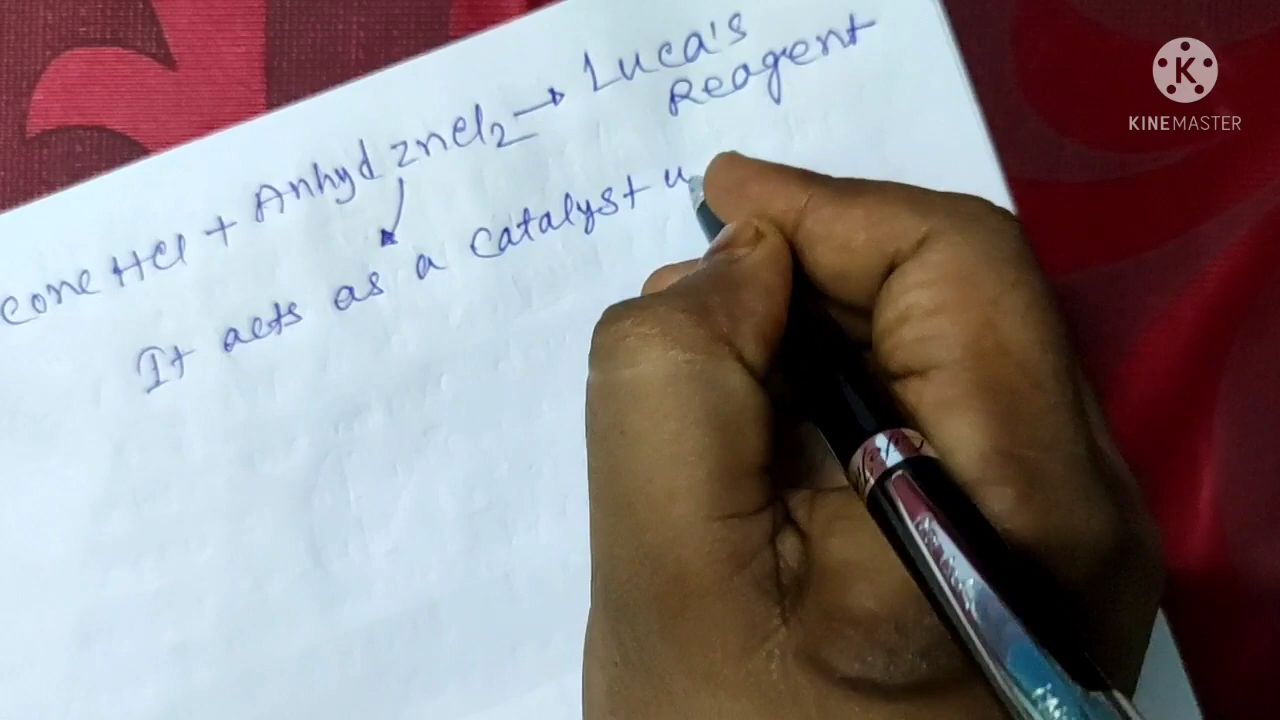 conc HCl + Anhyd ZnCl2 → Luca's
Reagent
It acts as a catalyst
K
KINEMASTER